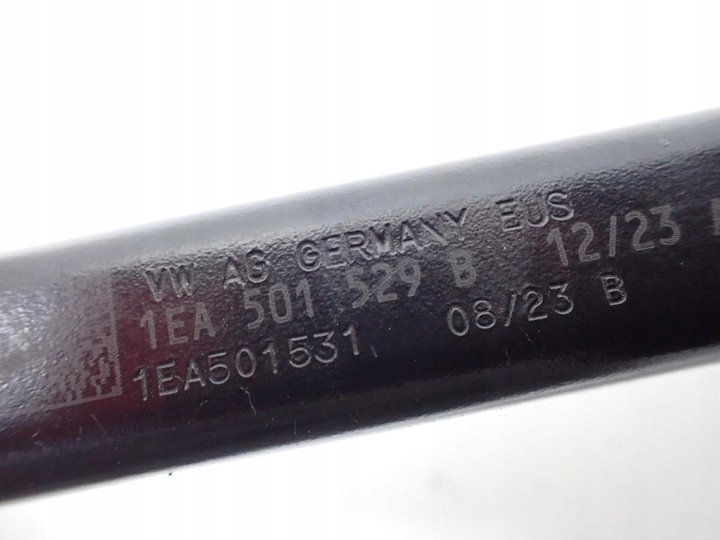 VW AG GERMANY EUS
1EA 501 529 B 12/23
1EA501531 08/23 B